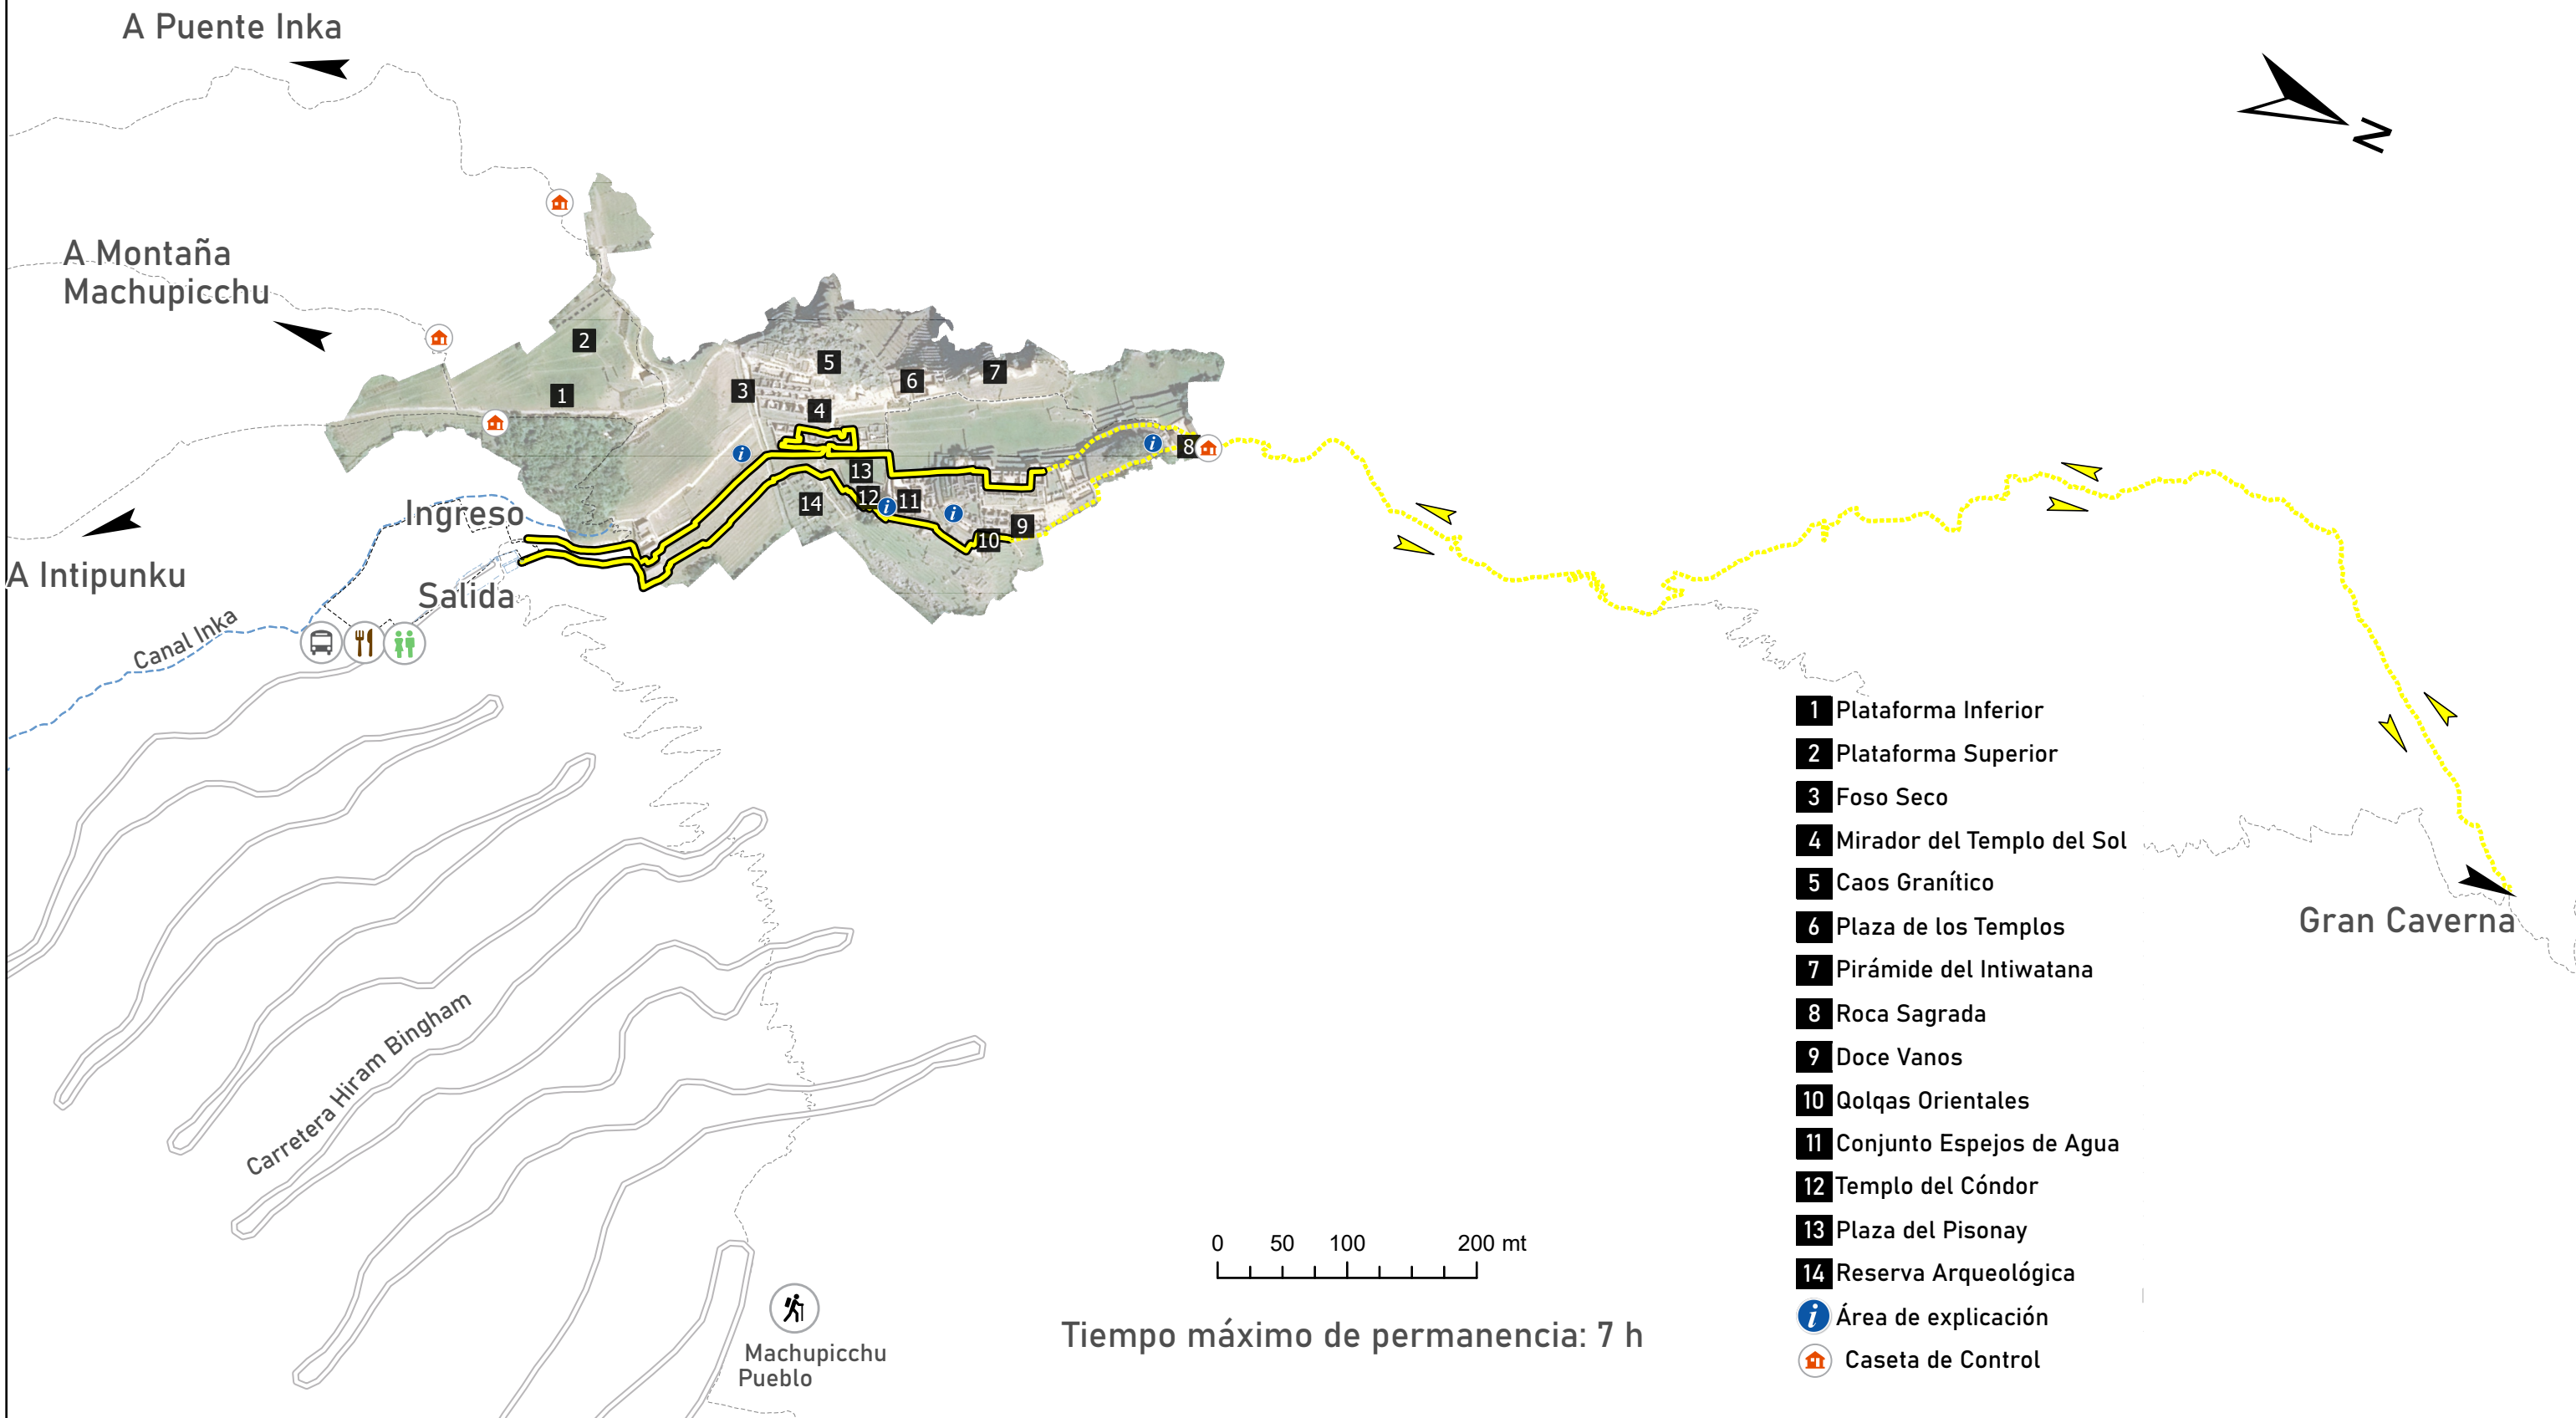 A Puente Inka
N
A Montaña
Machupicchu
2
5
7
6
1
3
4
8
i
i
13
12
i
11
i
14
9
10
Ingreso
A Intipunku
Salida
Canal Inka
Carretera Hiram Bingham
Gran Caverna
1 Plataforma Inferior
2 Plataforma Superior
3 Foso Seco
4 Mirador del Templo del Sol
5 Caos Granítico
6 Plaza de los Templos
7 Pirámide del Intiwatana
8 Roca Sagrada
9 Doce Vanos
10 Qolqas Orientales
11 Conjunto Espejos de Agua
12 Templo del Cóndor
13 Plaza del Pisonay
14 Reserva Arqueológica
i Área de explicación
Caseta de Control
0 50 100 200 mt
Tiempo máximo de permanencia: 7 h
Machupicchu
Pueblo